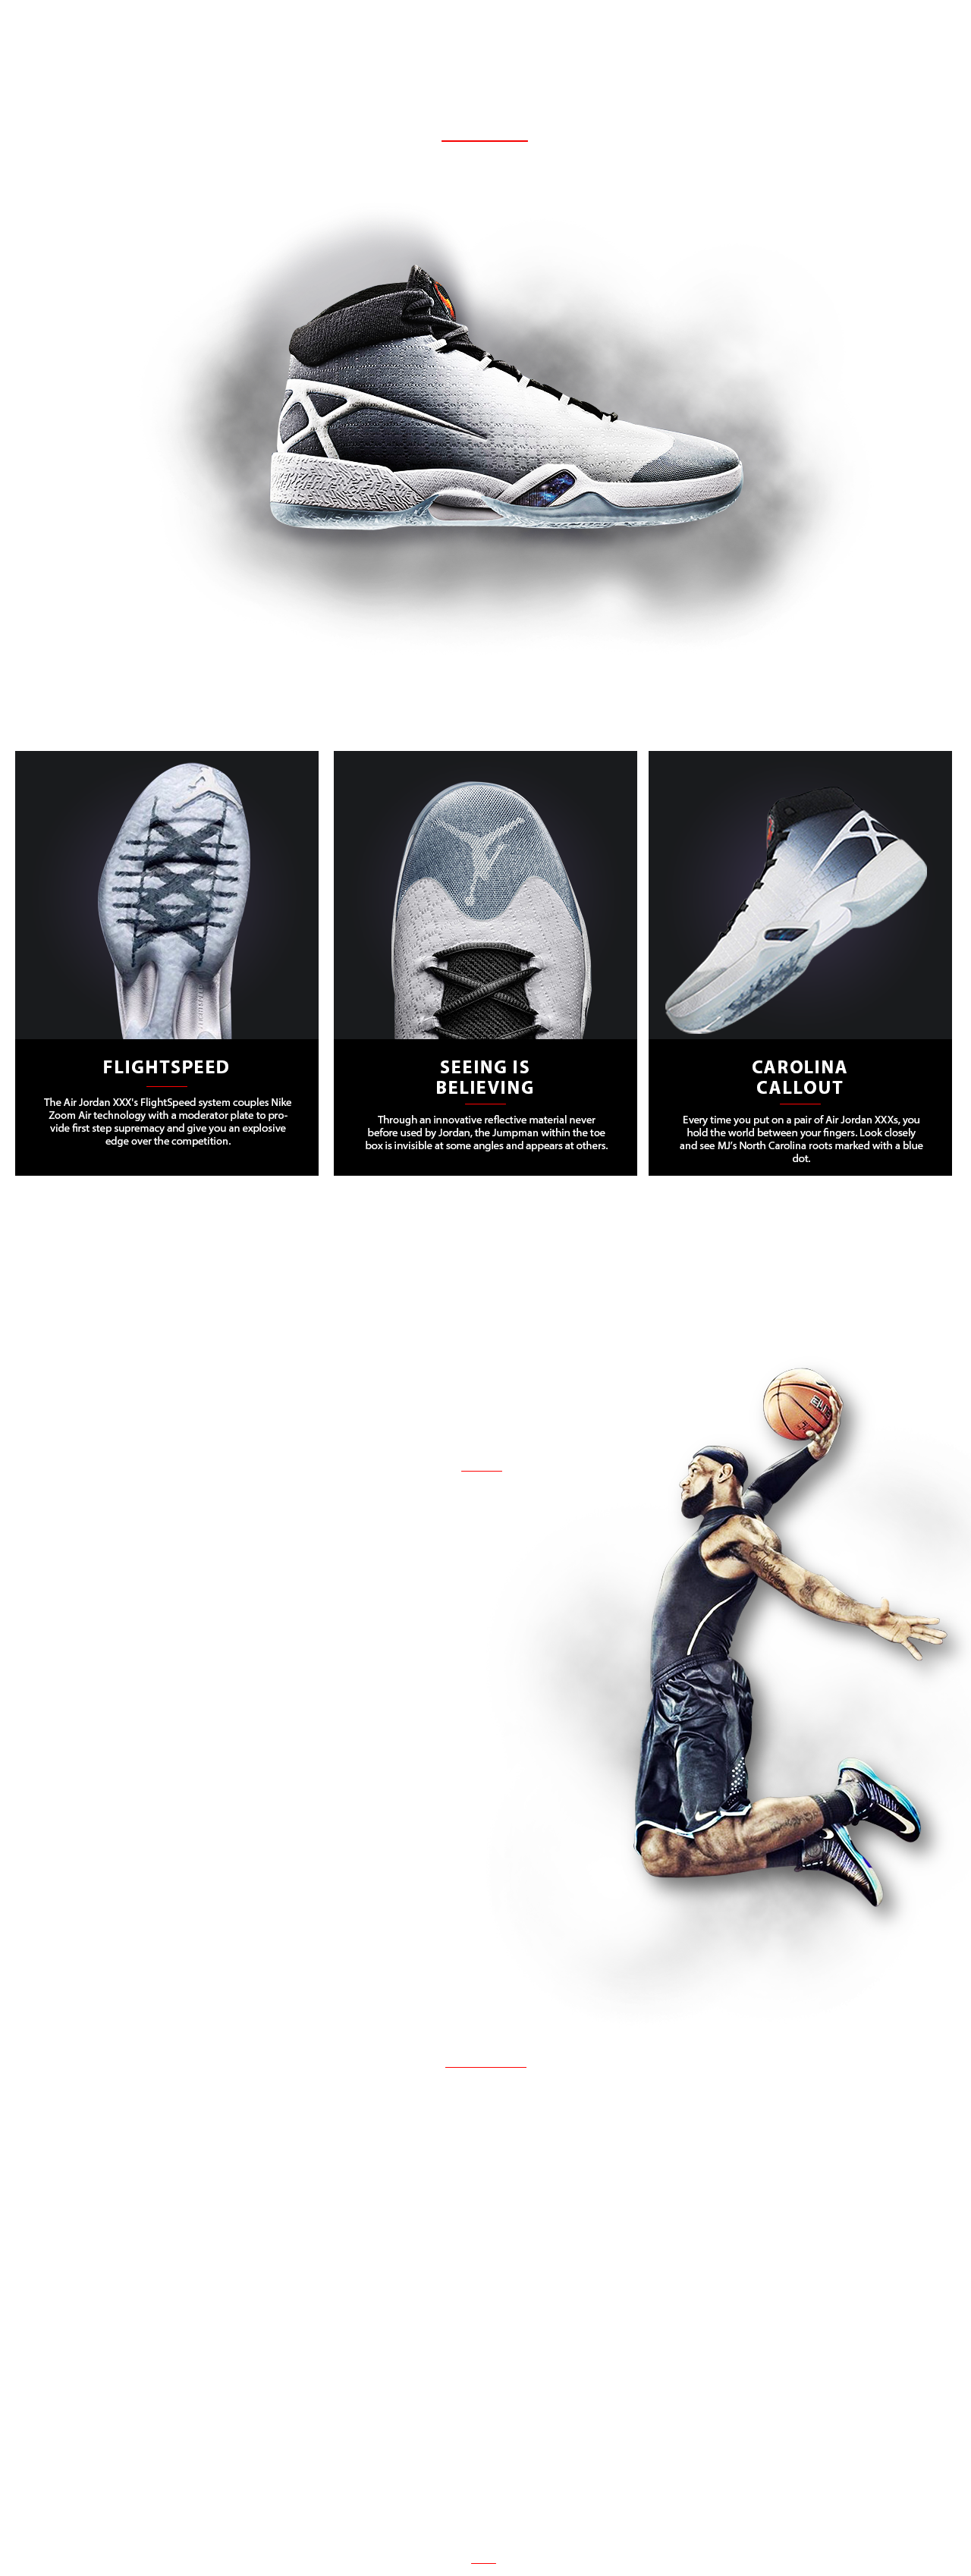 FLIGHTSPEED
The Air Jordan XXX's FlightSpeed system couples Nike
Zoom Air technology with a moderator plate to pro-
vide first step supremacy and give you an explosive
edge over the competition.
SEEING IS
BELIEVING
Through an innovative reflective material never
before used by Jordan, the Jumpman within the toe
box is invisible at some angles and appears at others.
CAROLINA
CALLOUT
Every time you put on a pair of Air Jordan XXXs, you
hold the world between your fingers. Look closely
and see MJ's North Carolina roots marked with a blue
dot.